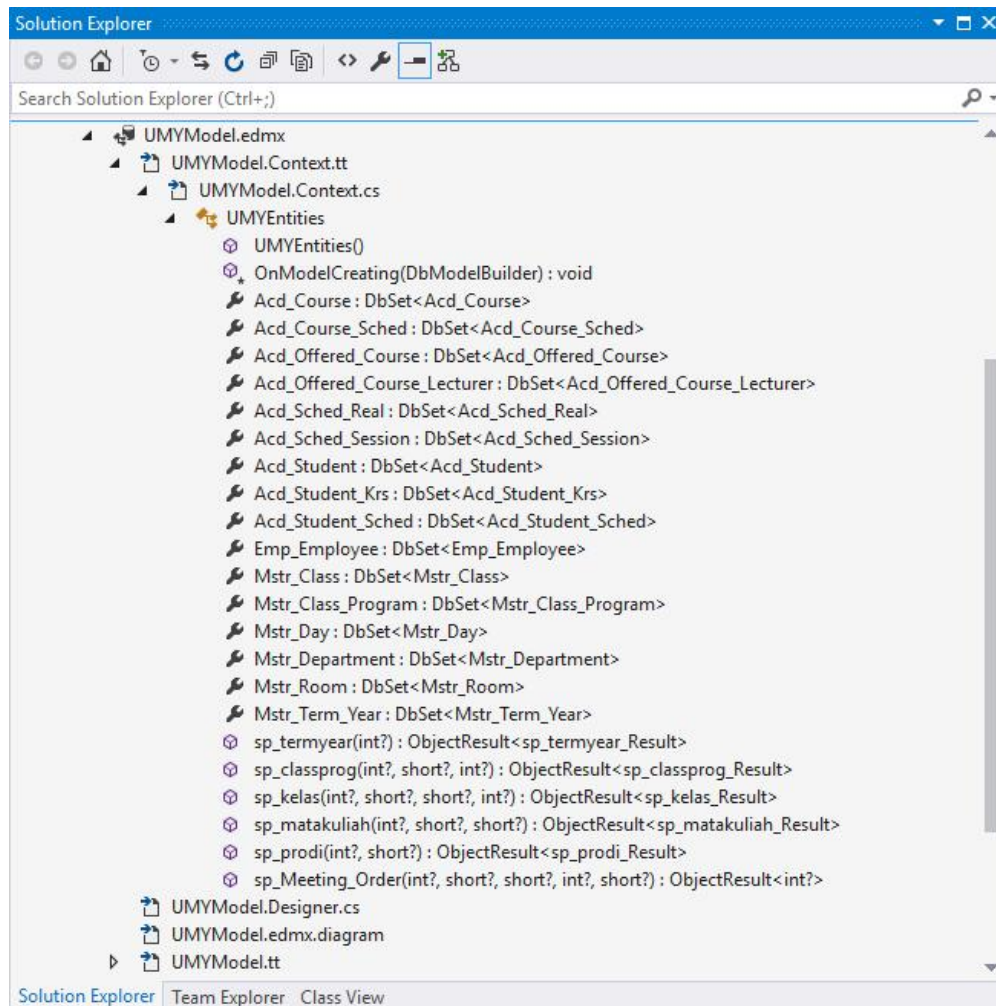 Solution Explorer
Search Solution Explorer (Ctrl+;)
UMYModel.edmx
UMYModel.Context.tt
UMYModel.Context.cs
UMYEntities
UMYEntities()
OnModelCreating(DbModelBuilder) : void
Acd_Course : DbSet<Acd_Course>
Acd_Course_Sched : DbSet<Acd_Course_Sched>
Acd_Offered_Course : DbSet<Acd_Offered_Course>
Acd_Offered_Course_Lecturer : DbSet<Acd_Offered_Course_Lecturer>
Acd_Sched_Real : DbSet<Acd_Sched_Real>
Acd_Sched_Session : DbSet<Acd_Sched_Session>
Acd_Student : DbSet<Acd_Student>
Acd_Student_Krs : DbSet<Acd_Student_Krs>
Acd_Student_Sched : DbSet<Acd_Student_Sched>
Emp_Employee : DbSet<Emp_Employee>
Mstr_Class : DbSet<Mstr_Class>
Mstr_Class_Program : DbSet<Mstr_Class_Program>
Mstr_Day : DbSet<Mstr_Day>
Mstr_Department : DbSet<Mstr_Department>
Mstr_Room : DbSet<Mstr_Room>
Mstr_Term_Year : DbSet<Mstr_Term_Year>
sp_termyear(int?) : ObjectResult<sp_termyear_Result>
sp_classprog(int?, short?, int?) : ObjectResult<sp_classprog_Result>
sp_kelas(int?, short?, short?, int?) : ObjectResult<sp_kelas_Result>
sp_matakuliah(int?, short?, short?) : ObjectResult<sp_matakuliah_Result>
sp_prodi(int?, short?) : ObjectResult<sp_prodi_Result>
sp_Meeting_Order(int?, short?, short?, int?, short?) : ObjectResult<int?>
UMYModel.Designer.cs
UMYModel.edmx.diagram
UMYModel.tt
Solution Explorer Team Explorer Class View